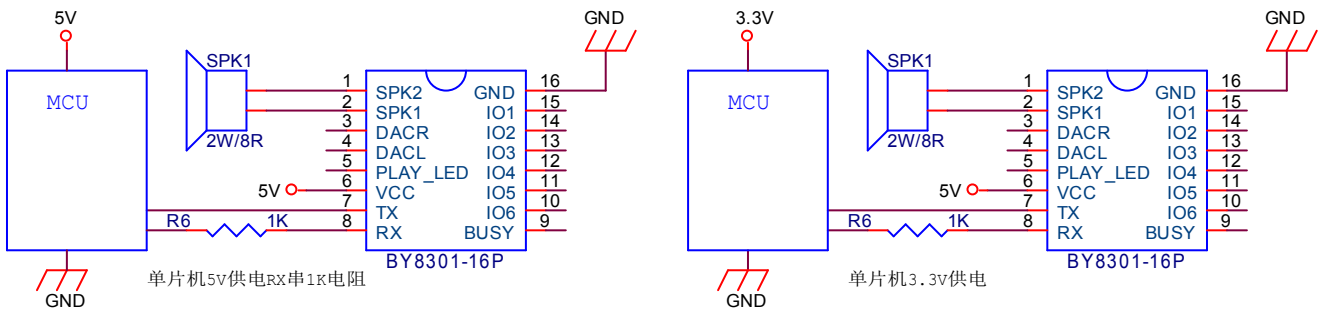 5V
GND
SPK1
MCU
2W/8R
1 SPK2 GND 16
2 SPK1 IO1 15
3 DACR IO2 14
4 DACL IO3 13
5 PLAY_LED IO4 12
5V 6 VCC IO5 11
7 TX IO6 10
R6 1K 8 RX BUSY 9
BY8301-16P
单片机5V供电RX串1K电阻
GND
3.3V
GND
SPK1
MCU
2W/8R
1 SPK2 GND 16
2 SPK1 IO1 15
3 DACR IO2 14
4 DACL IO3 13
5 PLAY_LED IO4 12
5V 6 VCC IO5 11
7 TX IO6 10
R6 1K 8 RX BUSY 9
BY8301-16P
单片机3.3V供电
GND